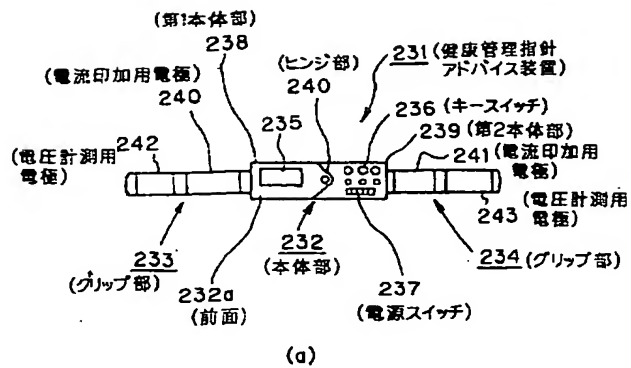 (第1本体部)
238
(ヒンジ部)
240
231 (健康管理指針
アドバイス装置)
(電流印加用電極)
240
236 (キースイッチ)
239 (第2本体部)
235
242
241 (電流印加用
電極)
(電圧計測用
電極)
243 (電圧計測用
電極)
233
(グリップ部)
232
(本体部)
234 (グリップ部)
232a
(前面)
237
(電源スイッチ)
(a)